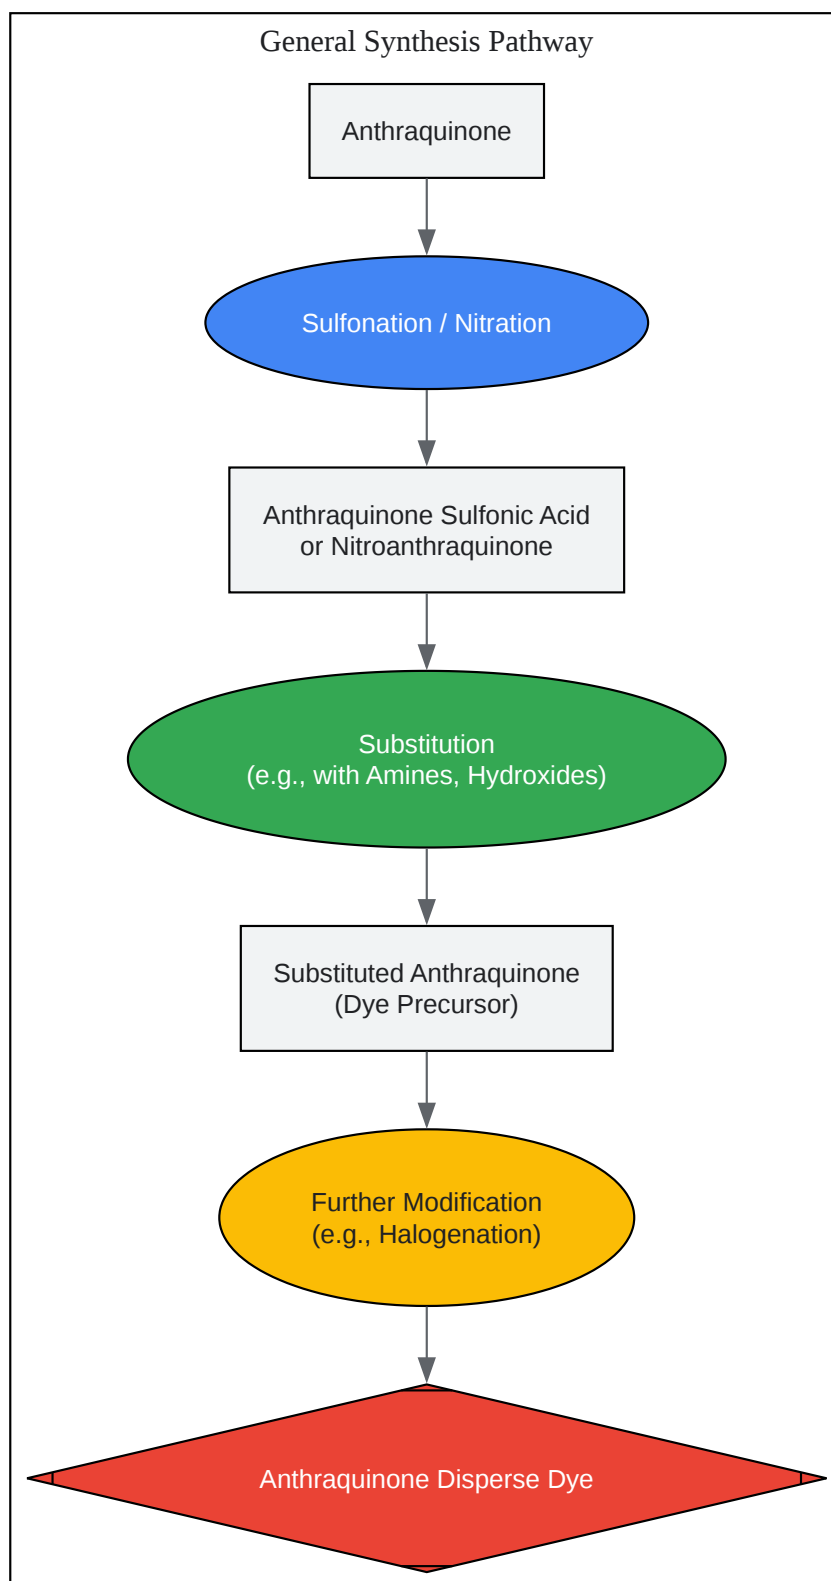 General Synthesis Pathway
Anthraquinone
Sulfonation / Nitration
Anthraquinone Sulfonic Acid
or Nitroanthraquinone
Substitution
(e.g., with Amines, Hydroxides)
Substituted Anthraquinone
(Dye Precursor)
Further Modification
(e.g., Halogenation)
Anthraquinone Disperse Dye